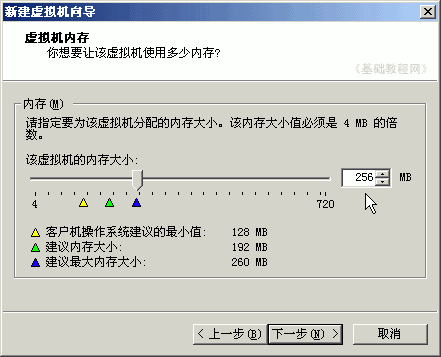 新建虚拟机向导
虚拟机内存
你想要让该虚拟机使用多少内存?
《基础教程网》
内存(M)
请指定要为该虚拟机分配的内存大小。该内存大小值必须是 4 MB 的倍
数。
该虚拟机的内存大小:
256 MB
4 720
客户机操作系统建议的最小值: 128 MB
建议内存大小: 192 MB
建议最大内存大小: 260 MB
< 上一步(B) 下一步(N) > 取消